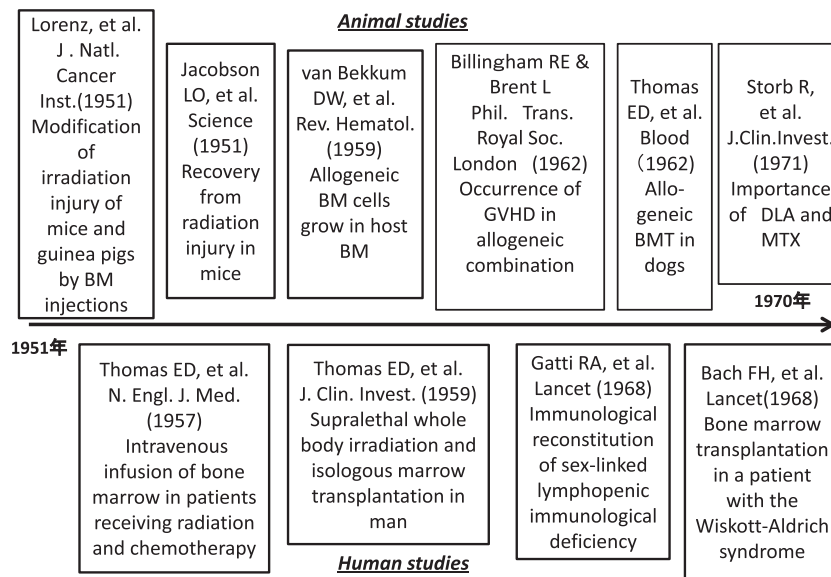 Animal studies
Lorenz, et al.
J . Natl.
Cancer
Inst.(1951)
Modification
of
irradiation
injury of
mice and
guinea pigs
by BM
injections
Jacobson
LO, et al.
Science
(1951)
Recovery
from
radiation
injury in
mice
van Bekkum
DW, et al.
Rev. Hematol.
(1959)
Allogeneic
BM cells
grow in host
BM
Billingham RE &
Brent L
Phil. Trans.
Royal Soc.
London (1962)
Occurrence of
GVHD in
allogeneic
combination
Thomas
ED, et al.
Blood
（1962)
Allo-
geneic
BMT in
dogs
Storb R,
et al.
J.Clin.Invest.
(1971)
Importance
of DLA and
MTX
1970年
1951年
Thomas ED, et al.
N. Engl. J. Med.
(1957)
Intravenous
infusion of bone
marrow in patients
receiving radiation
and chemotherapy
Thomas ED, et al.
J. Clin. Invest. (1959)
Supralethal whole
body irradiation and
isologous marrow
transplantation in
man
Gatti RA, et al.
Lancet (1968)
Immunological
reconstitution
of sex-linked
lymphopenic
immunological
deficiency
Bach FH, et al.
Lancet(1968)
Bone marrow
transplantation
in a patient
with the
Wiskott-Aldrich
syndrome
Human studies